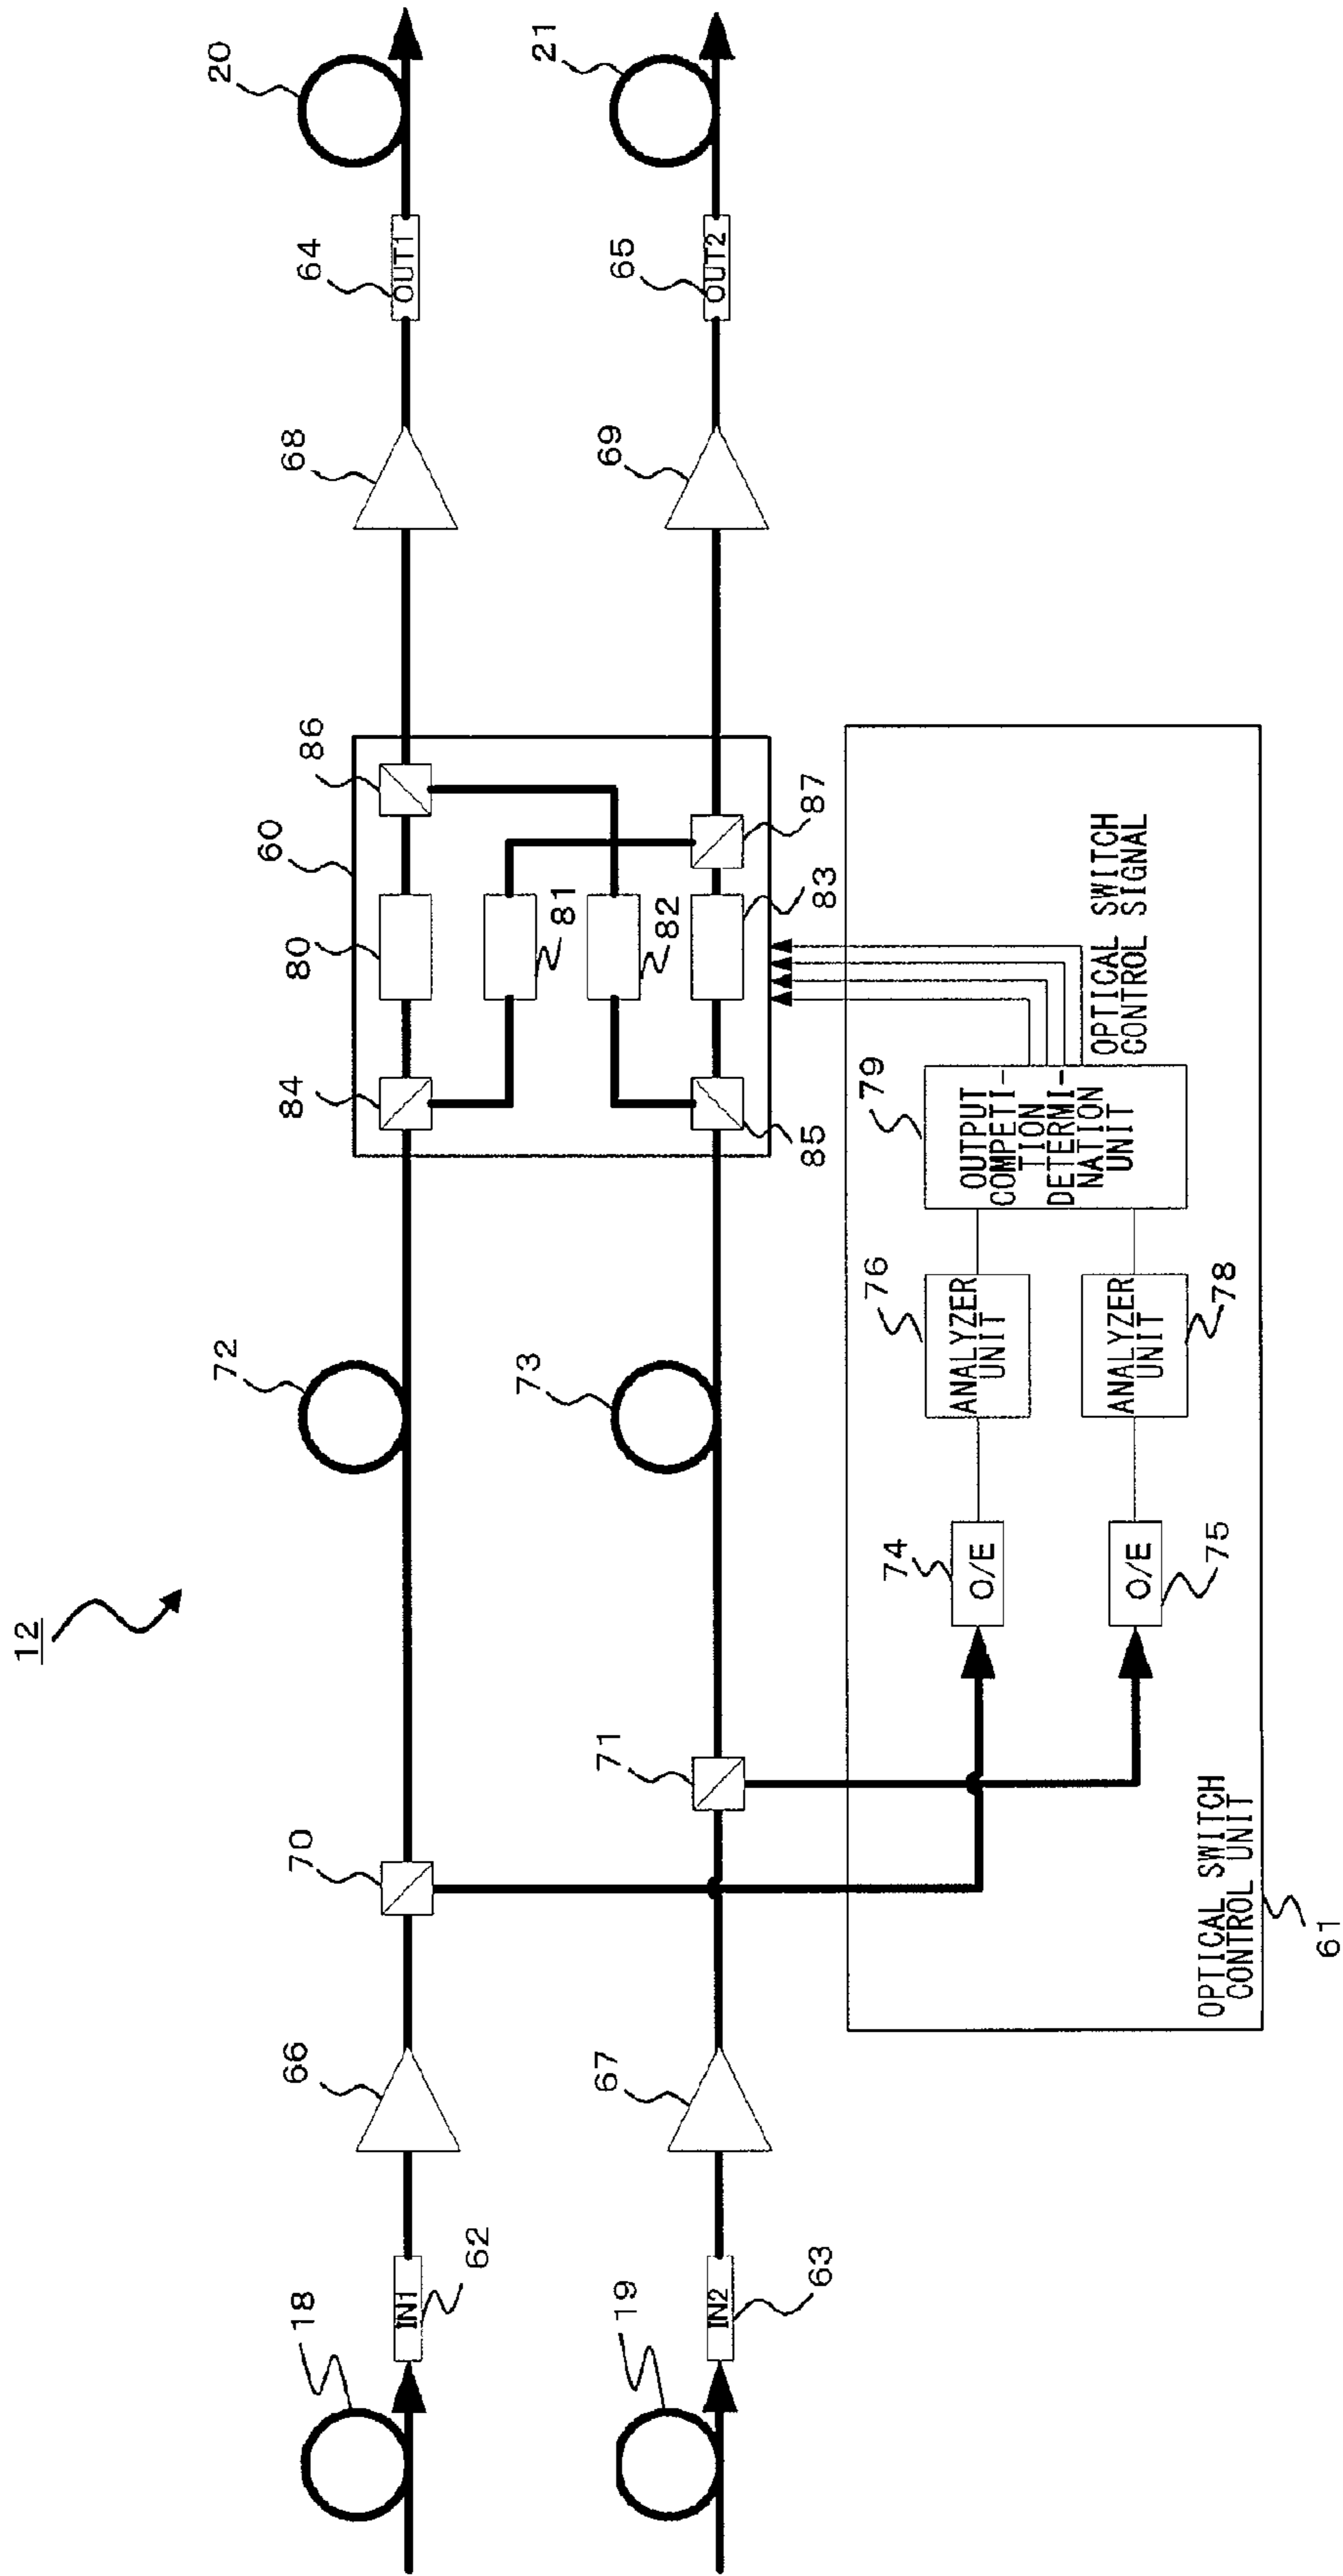 12
18
IN1
62
66
70
72
84
80
86
60
81
82
68
64
OUT1
20
19
IN2
63
67
71
73
85
83
87
69
65
OUT2
21
74
O/E
75
O/E
76
ANALYZER
UNIT
78
ANALYZER
UNIT
79
OUTPUT
COMPETI-
TION
DETERMI-
NATION
UNIT
OPTICAL SWITCH
CONTROL SIGNAL
OPTICAL SWITCH
CONTROL UNIT
61